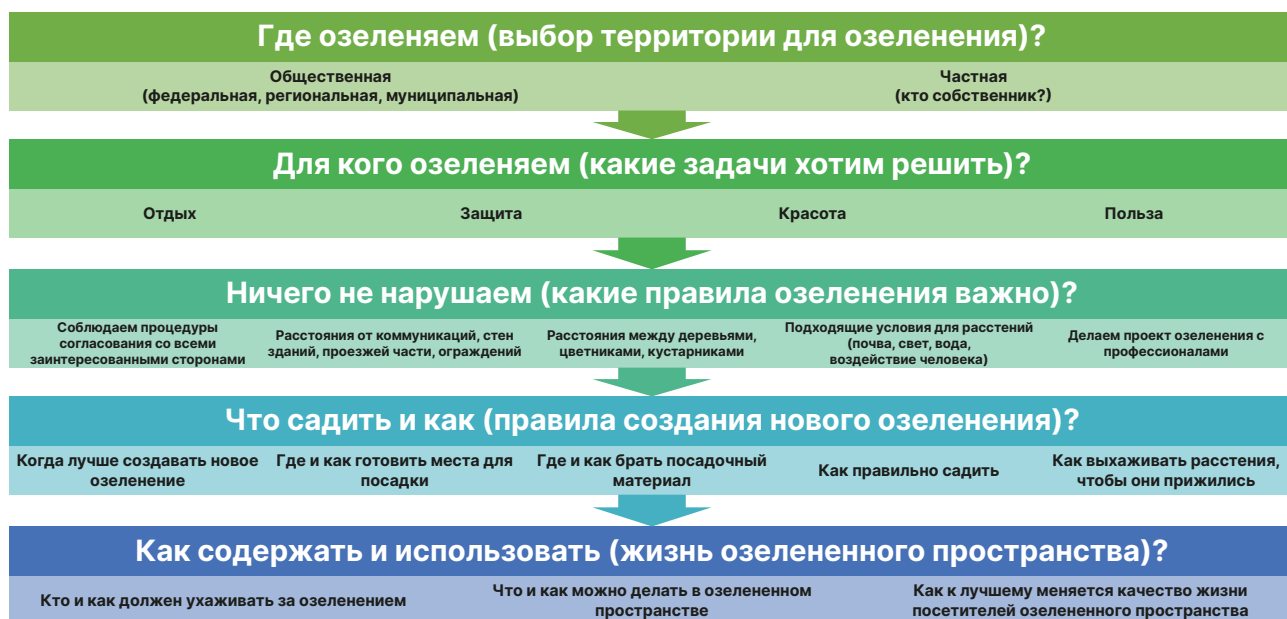 Где озеленяем (выбор территории для озеленения)?
Общественная
(федеральная, региональная, муниципальная)
Частная
(кто собственник?)
Для кого озеленяем (какие задачи хотим решить)?
Отдых
Защита
Красота
Польза
Ничего не нарушаем (какие правила озеленения важно)?
Соблюдаем процедуры
согласования со всеми
заинтересованными сторонами
Расстояния от коммуникаций, стен
зданий, проезжей части, ограждений
Расстояния между деревьями,
цветниками, кустарниками
Подходящие условия для растений
(почва, свет, вода,
воздействие человека)
Делаем проект озеленения с
профессионалами
Что садить и как (правила создания нового озеленения)?
Когда лучше создавать новое
озеленение
Где и как готовить места для
посадки
Где и как брать посадочный
материал
Как правильно садить
Как выхаживать расстения,
чтобы они прижились
Как содержать и использовать (жизнь озелененного пространства)?
Кто и как должен ухаживать за озеленением
Что и как можно делать в озелененном
пространстве
Как к лучшему меняется качество жизни
посетителей озелененного пространства